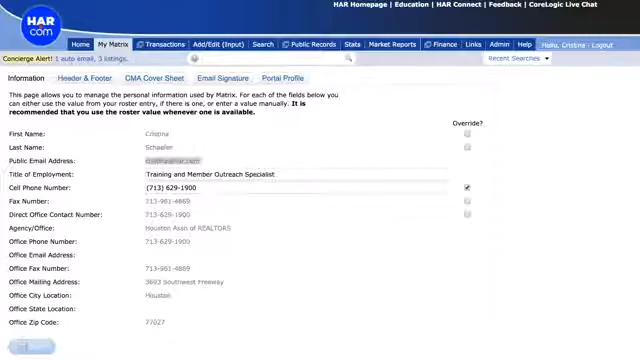 HAR Homepage | Education | HAR Connect | Feedback | CoreLogic Live Chat
HAR
com
Home My Matrix Transactions Add/Edit (Input) Search Public Records Stats Market Reports Finance Links Admin Help Hello, Cristina - Logout
Concierge Alert! 1 auto email, 3 listings. Recent Searches
Information Header & Footer CMA Cover Sheet Email Signature Portal Profile
This page allows you to manage the personal information used by Matrix. For each of the fields below you
can either use the value from your roster entry, if there is one, or enter a value manually. It is
recommended that you use the roster value whenever one is available.
Override?
First Name: Cristina
Last Name: Schaefer
Public Email Address:
Title of Employment: Training and Member Outreach Specialist
Cell Phone Number: (713) 629-1900
Fax Number: 713-961-4869
Direct Office Contact Number: 713-629-1900
Agency/Office: Houston Assn of REALTORS
Office Phone Number: 713-629-1900
Office Email Address:
Office Fax Number: 713-961-4869
Office Mailing Address: 3693 Southwest Freeway
Office City Location: Houston
Office State Location:
Office Zip Code: 77027